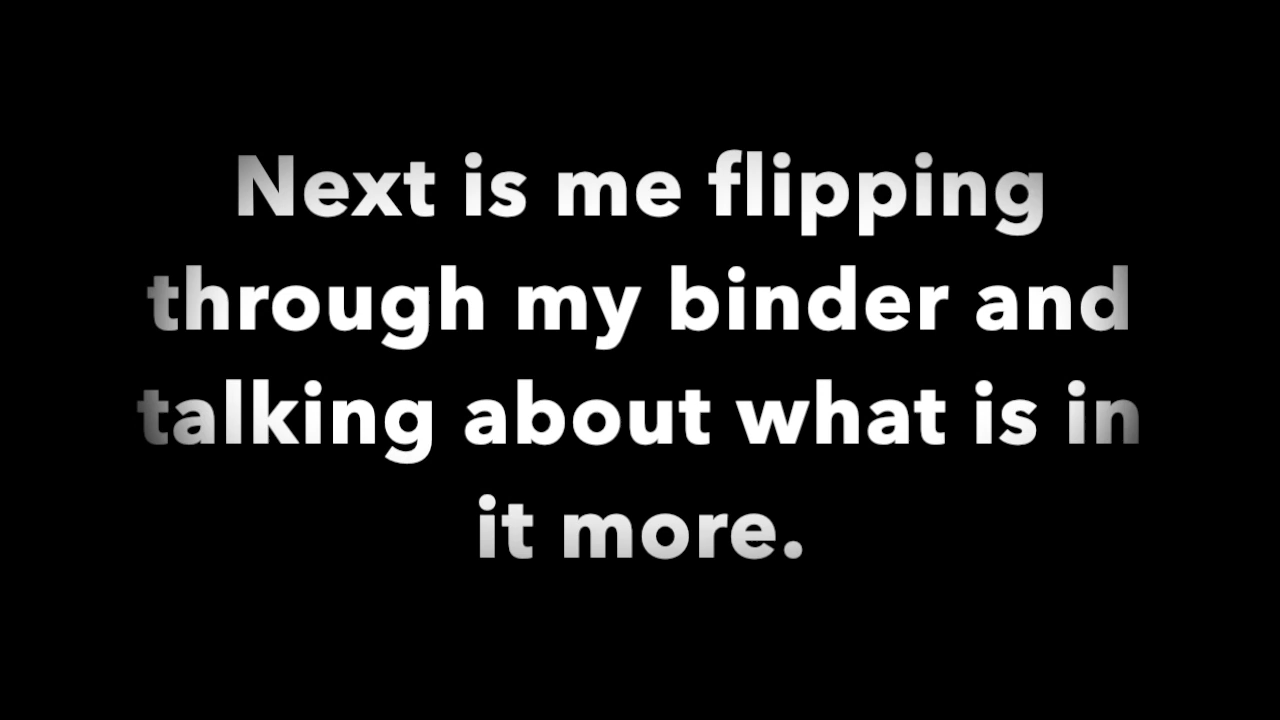 Next is me flipping
through my binder and
talking about what is in
it more.